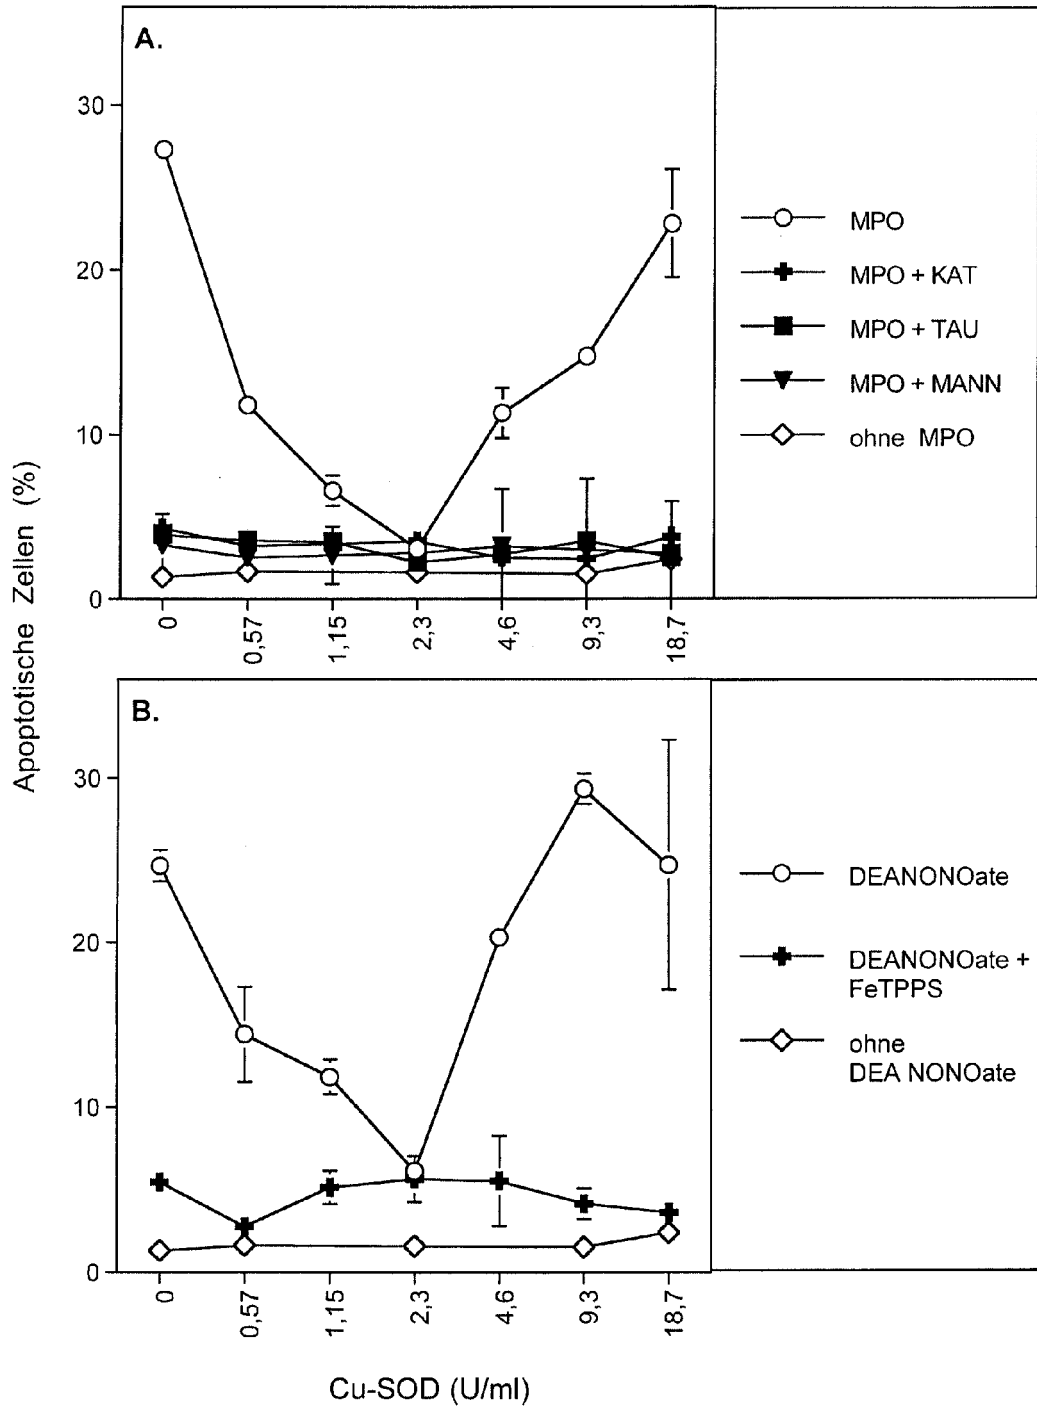 A.
30
20
10
0
0
0,57
1,15
2,3
4,6
9,3
18,7
MPO
MPO + KAT
MPO + TAU
MPO + MANN
ohne MPO
Apoptotische Zellen (%)
B.
30
20
10
0
0
0,57
1,15
2,3
4,6
9,3
18,7
DEANONOate
DEANONOate +
FeTPPS
ohne
DEA NONOate
Cu-SOD (U/ml)